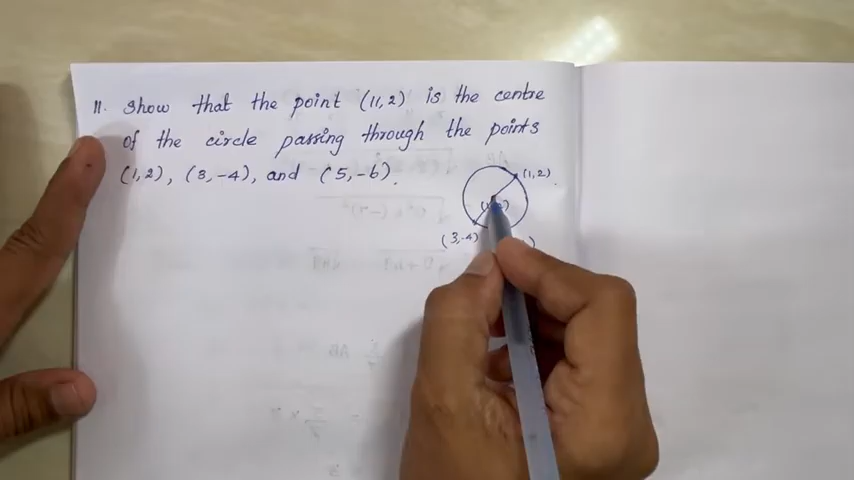 11. Show that the point (11,2) is the centre
of the circle passing through the points
(1,2), (3,-4), and (5,-6).
(1,2)
(3,-4)